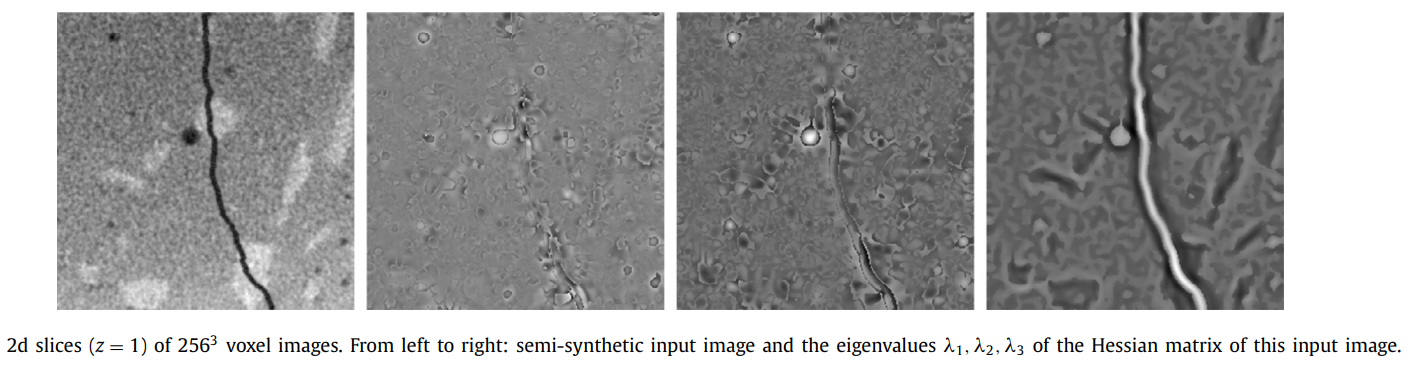 2d slices (z = 1) of 256³ voxel images. From left to right: semi-synthetic input image and the eigenvalues λ₁, λ₂, λ₃ of the Hessian matrix of this input image.